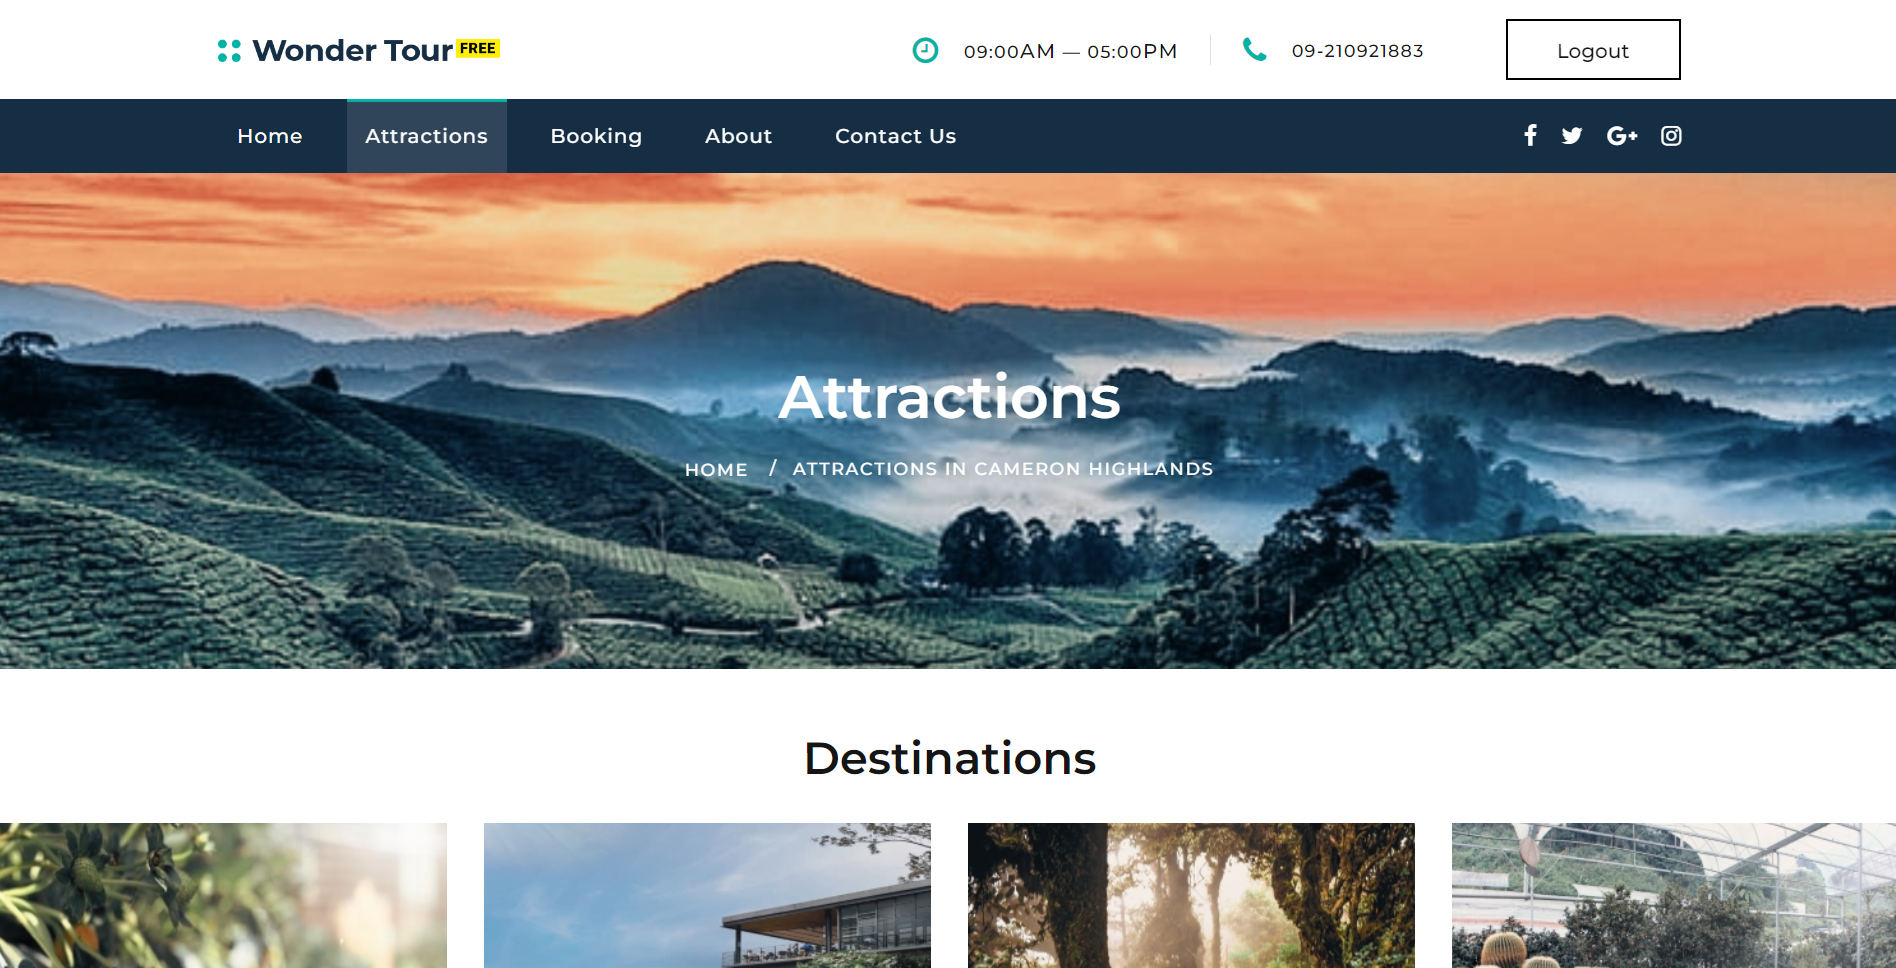 Wonder Tour FREE
09:00AM — 05:00PM
09-210921883
Logout
Home
Attractions
Booking
About
Contact Us
Attractions
HOME / ATTRACTIONS IN CAMERON HIGHLANDS
Destinations